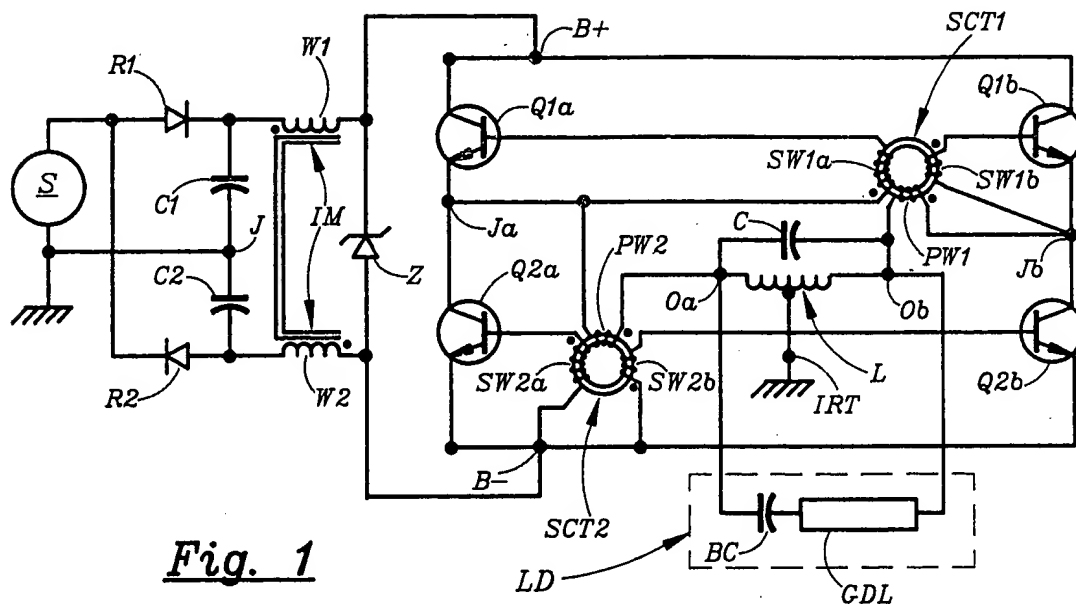 SCT1
B+
W1
R1
Q1a
Q1b
SW1a
SW1b
S
C1
J
IM
Ja
C
PW2
PW1
Jb
C2
Z
Q2a
Oa
Ob
R2
W2
SW2a
SW2b
L
Q2b
IRT
B-
SCT2
BC
LD
GDL
Fig. 1